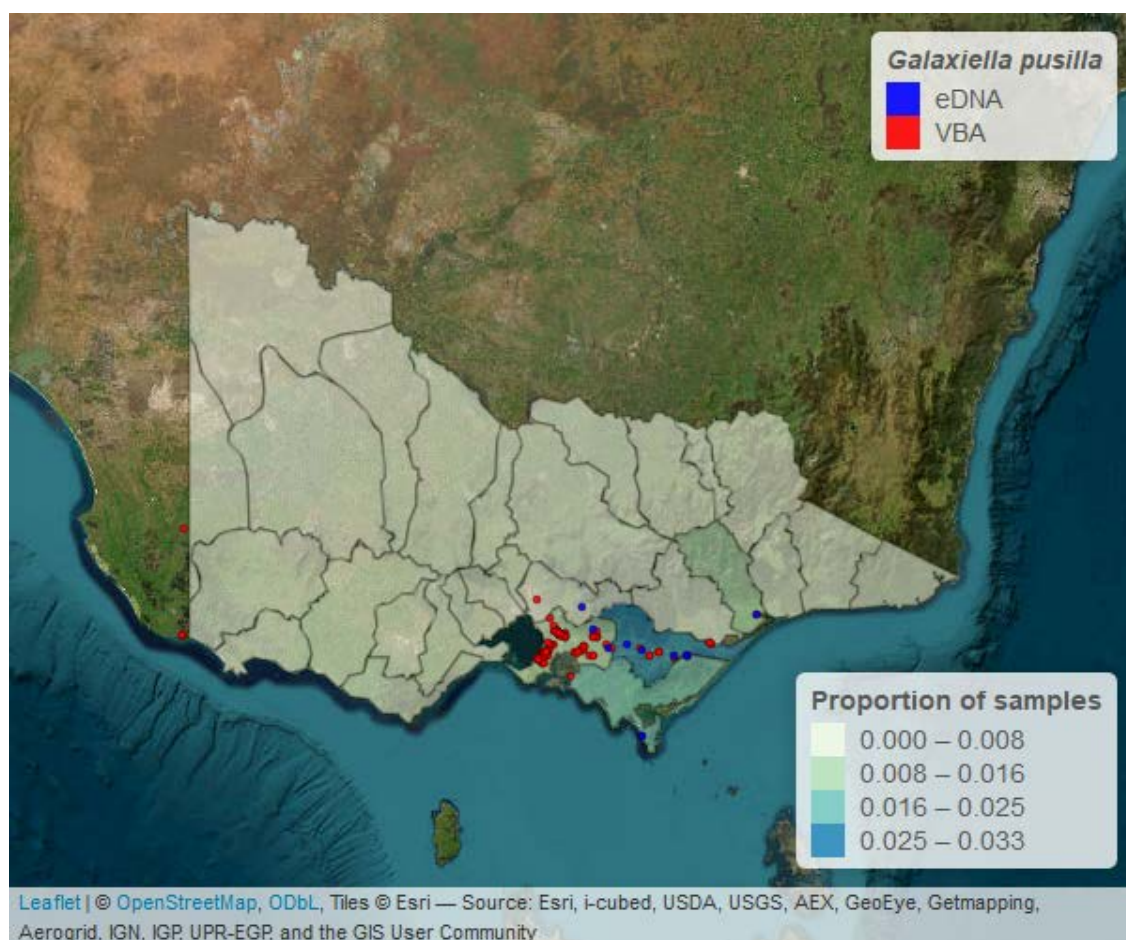 Galaxiella pusilla
eDNA
VBA
Proportion of samples
0.000 – 0.008
0.008 – 0.016
0.016 – 0.025
0.025 – 0.033
Leaflet | © OpenStreetMap, ODbL, Tiles © Esri — Source: Esri, i-cubed, USDA, USGS, AEX, GeoEye, Getmapping,
Aerogrid, IGN, IGP, UPR-EGP, and the GIS User Community